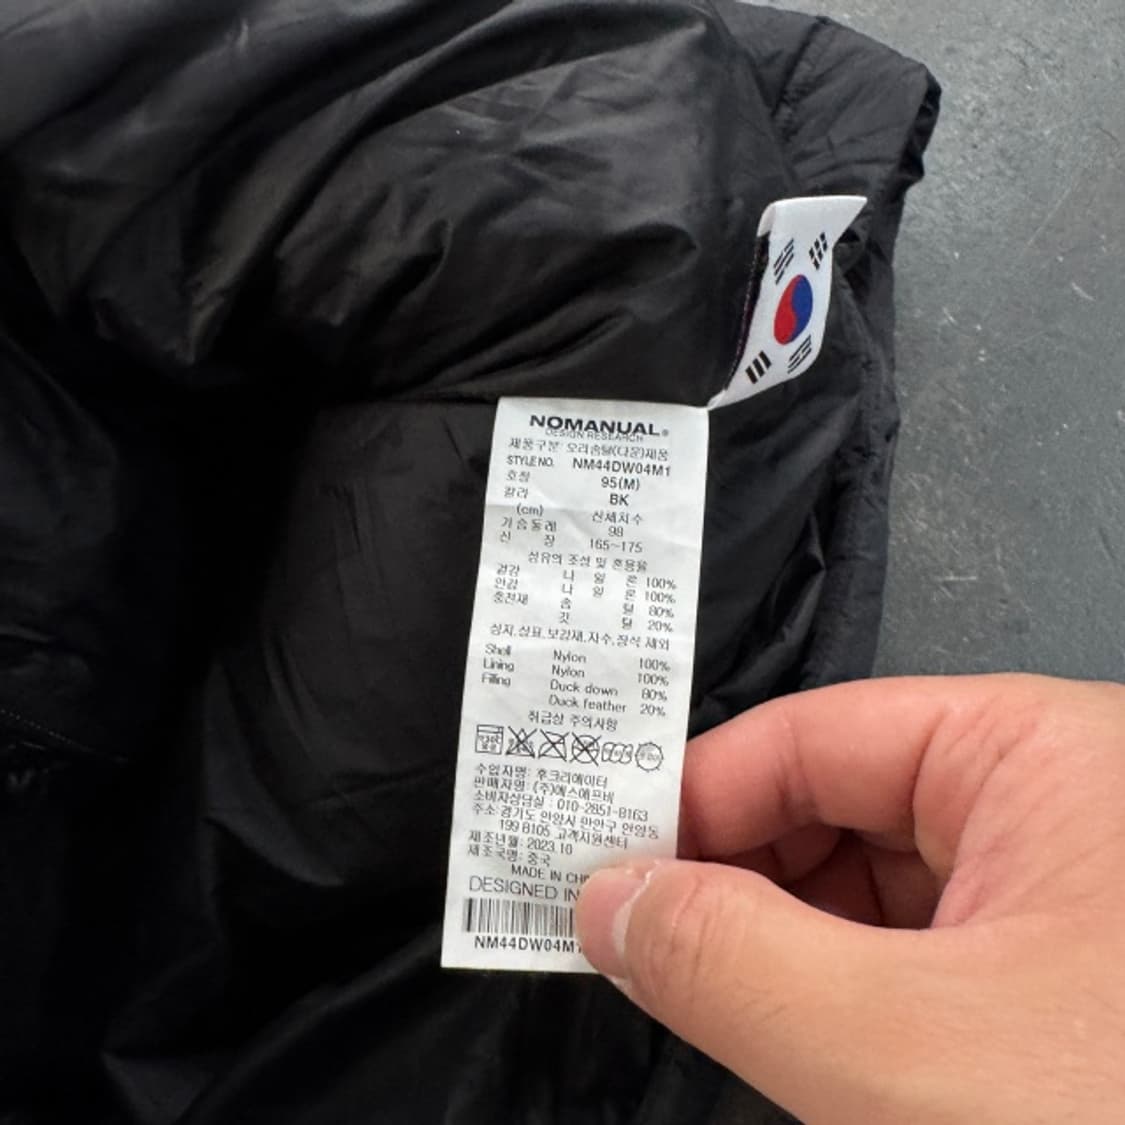 NOMANUAL®
DESIGN RESEARCH
제품구분: 오리솜털(다운)제품
STYLE NO. NM44DW04M1
호칭 95(M)
칼라 BK
(cm) 신체치수
가슴둘레 98
신 장 165~175
섬유의 조성 및 혼용율
겉감 나 일 론 100%
안감 나 일 론 100%
충전재 솜 털 80%
깃 털 20%
심지,상표,보강재,자수,장식 제외
Shell Nylon 100%
Lining Nylon 100%
Filling Duck down 80%
Duck feather 20%
취급상 주의사항
수입자명: 후크리에이터
판매자명: (주)에스에프비
소비자상담실 : 010-2851-8163
주소: 경기도 안양시 만안구 안양동
199 B105 고객지원센터
제조년월: 2023.10
제조국명: 중국
MADE IN CHI
DESIGNED IN
NM44DW04M1